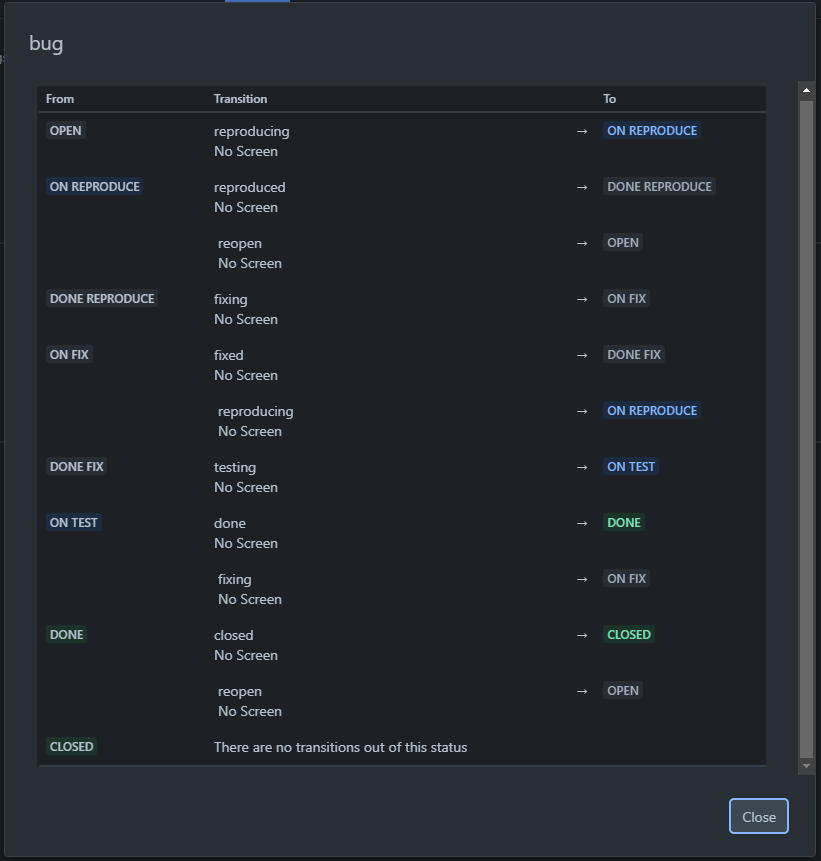 bug
From Transition To
OPEN reproducing → ON REPRODUCE
No Screen
ON REPRODUCE reproduced → DONE REPRODUCE
No Screen
reopen → OPEN
No Screen
DONE REPRODUCE fixing → ON FIX
No Screen
ON FIX fixed → DONE FIX
No Screen
reproducing → ON REPRODUCE
No Screen
DONE FIX testing → ON TEST
No Screen
ON TEST done → DONE
No Screen
fixing → ON FIX
No Screen
DONE closed → CLOSED
No Screen
reopen → OPEN
No Screen
CLOSED There are no transitions out of this status
Close